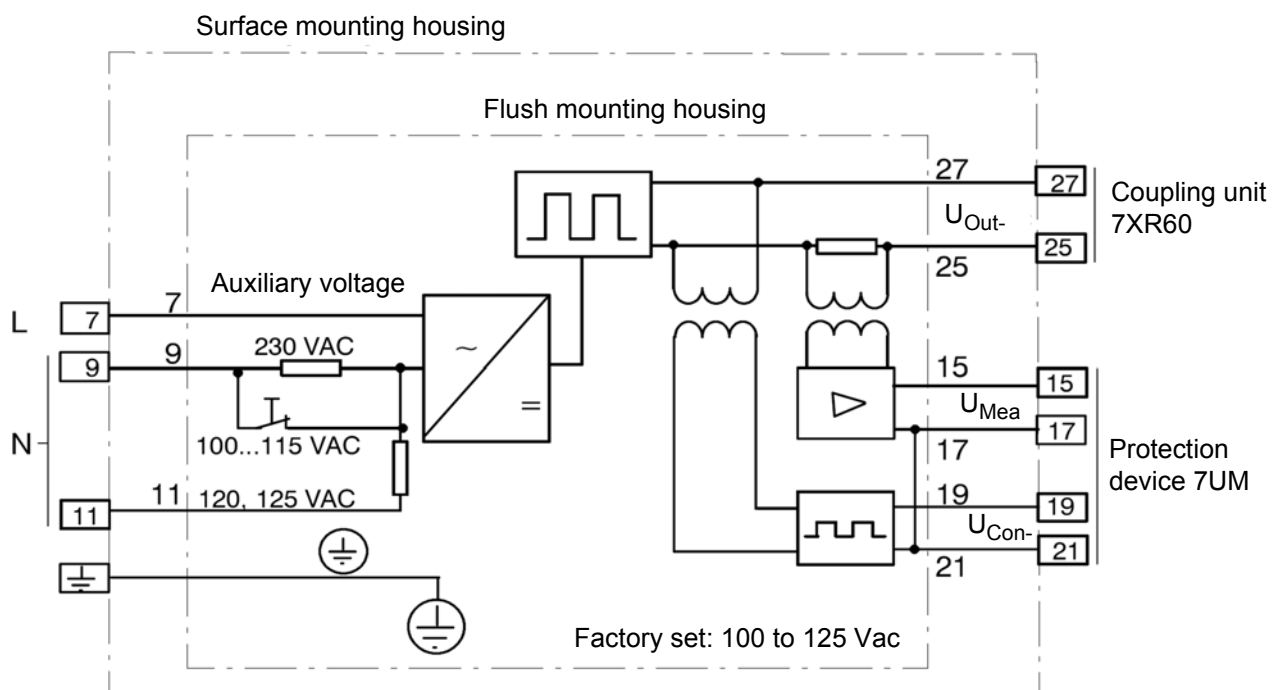 Surface mounting housing
Flush mounting housing
27
27
Coupling unit
7XR60
UOut-
25
25
Auxiliary voltage
L
7
7
9
9
230 VAC
~
=
15
15
UMea
17
17
N
100...115 VAC
Protection
device 7UM
11
11
120, 125 VAC
19
19
UCon-
21
21
Factory set: 100 to 125 Vac